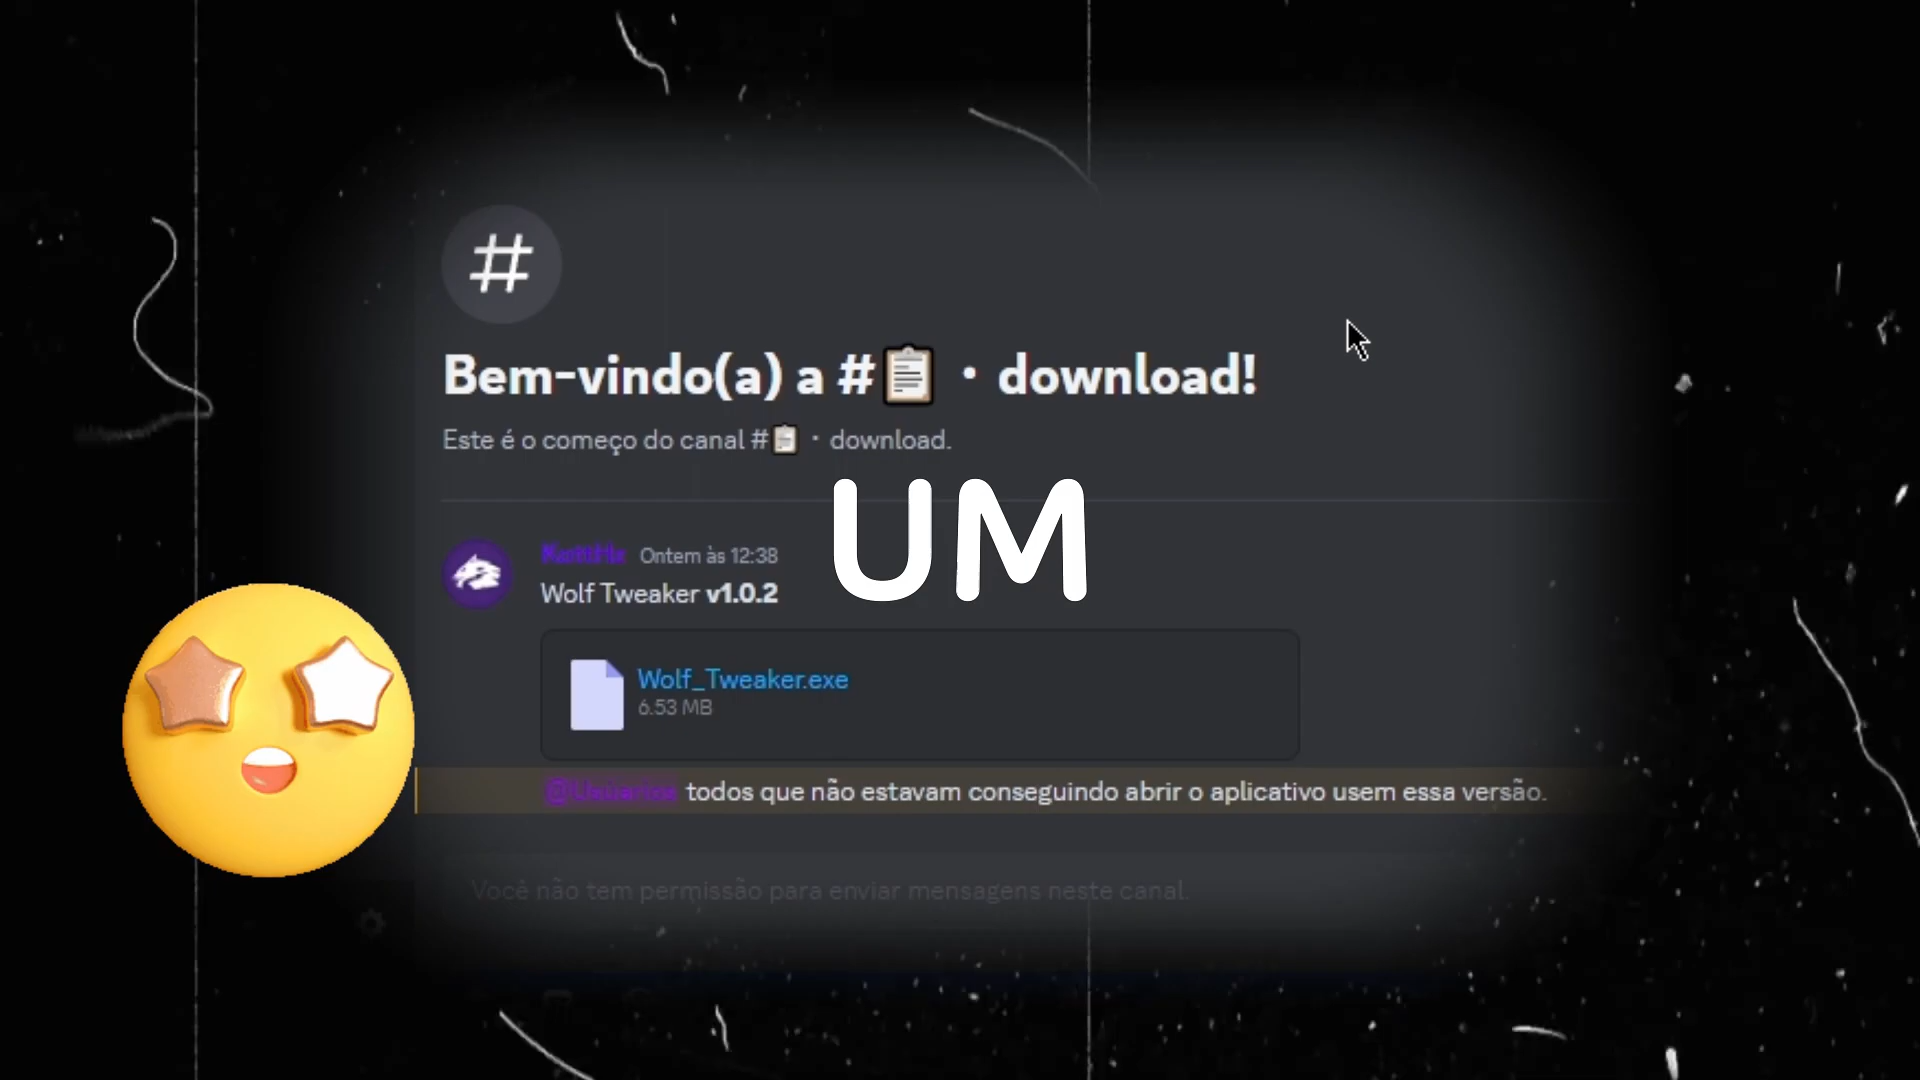 #
Bem-vindo(a) a #📋・download!
Este é o começo do canal #📋・download.
UM
Ontem às 12:38
Wolf Tweaker v1.0.2
Wolf_Tweaker.exe
6.53 MB
@Usuarios todos que não estavam conseguindo abrir o aplicativo usem essa versão.
Você não tem permissão para enviar mensagens neste canal.